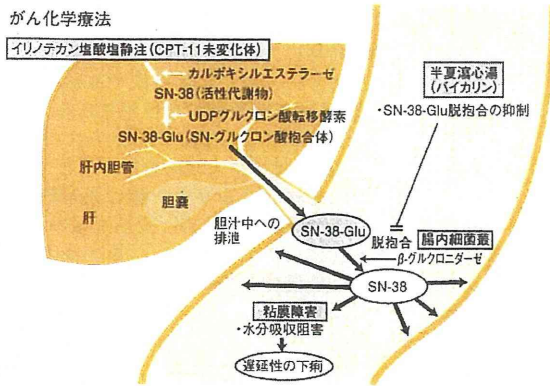 がん化学療法
イリノテカン塩酸塩静注(CPT-11未変化体)
カルボキシルエステラーゼ
SN-38(活性代謝物)
UDPグルクロン酸転移酵素
SN-38-Glu(SN-グルクロン酸抱合体)
肝内胆管
胆嚢
肝
胆汁中への
排泄
半夏瀉心湯
(バイカリン)
・SN-38-Glu脱抱合の抑制
SN-38-Glu
脱抱合
腸内細菌叢
β-グルクロニダーゼ
SN-38
粘膜障害
・水分吸収阻害
遅延性の下痢